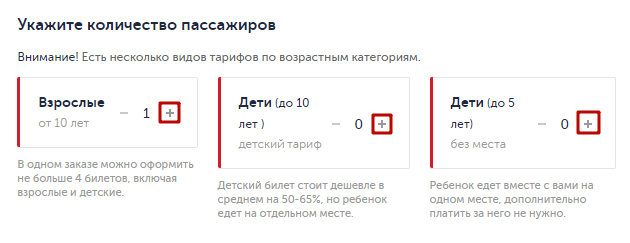 Укажите количество пассажиров
Внимание! Есть несколько видов тарифов по возрастным категориям.
Взрослые
от 10 лет
− 1 +
В одном заказе можно оформить
не больше 4 билетов, включая
взрослые и детские.
Дети (до 10
лет )
детский тариф
− 0 +
Детский билет стоит дешевле в
среднем на 50-65%, но ребенок
едет на отдельном месте.
Дети (до 5
лет)
без места
− 0 +
Ребенок едет вместе с вами на
одном месте, дополнительно
платить за него не нужно.